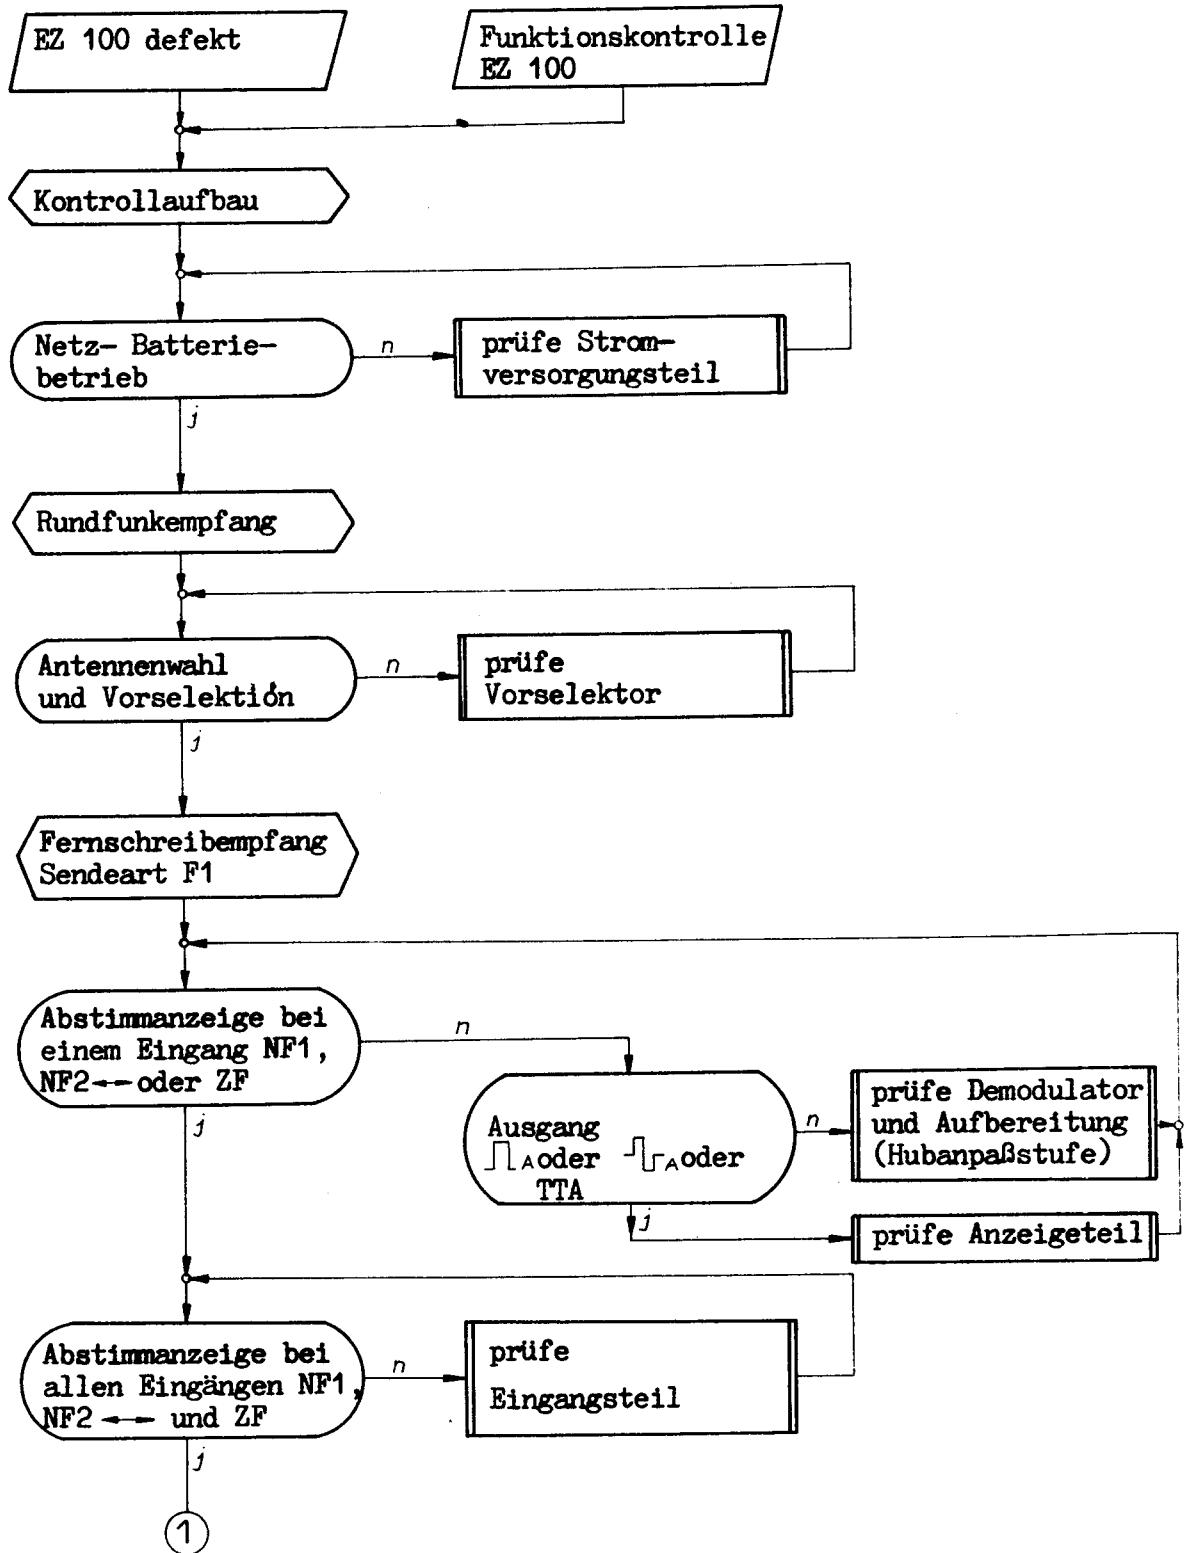 EZ 100 defekt
Funktionskontrolle
EZ 100
Kontrollaufbau
Netz- Batterie-
betrieb
n
prüfe Strom-
versorgungsteil
j
Rundfunkempfang
Antennenwahl
und Vorselektion
n
prüfe
Vorselektor
j
Fernschreibempfang
Sendeart F1
Abstimmanzeige bei
einem Eingang NF1,
NF2 ←→ oder ZF
n
j
Ausgang
A oder A oder
TTA
n
prüfe Demodulator
und Aufbereitung
(Hubanpaßstufe)
j
prüfe Anzeigeteil
Abstimmanzeige bei
allen Eingängen NF1,
NF2 ←→ und ZF
n
prüfe
Eingangsteil
j
1